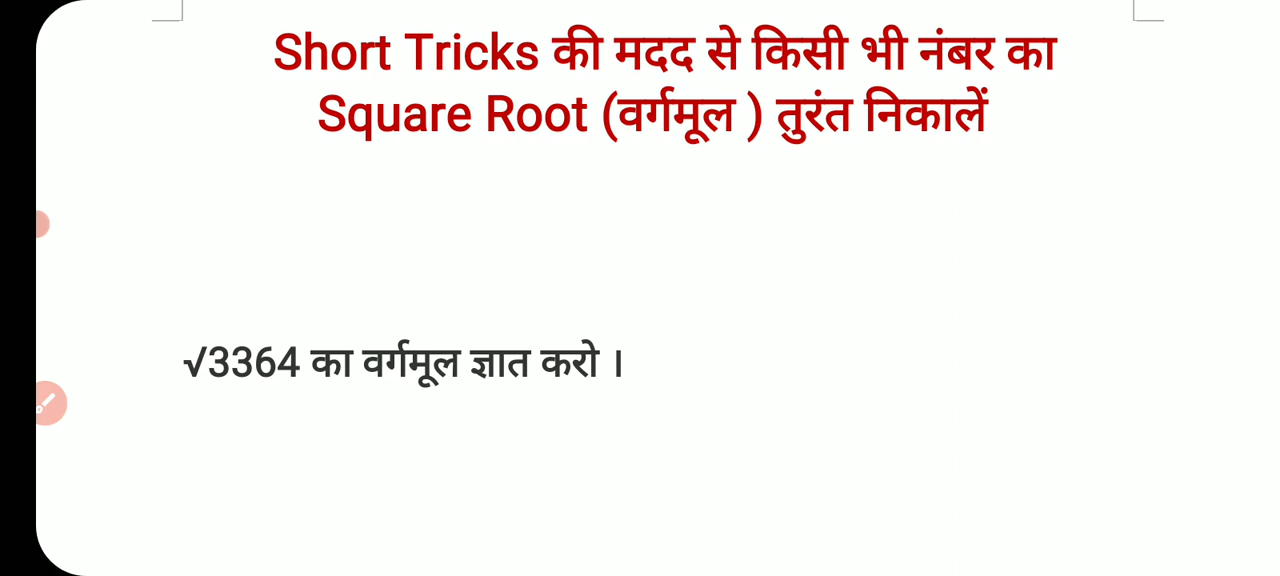 Short Tricks की मदद से किसी भी नंबर का
Square Root (वर्गमूल ) तुरंत निकालें
√3364 का वर्गमूल ज्ञात करो ।